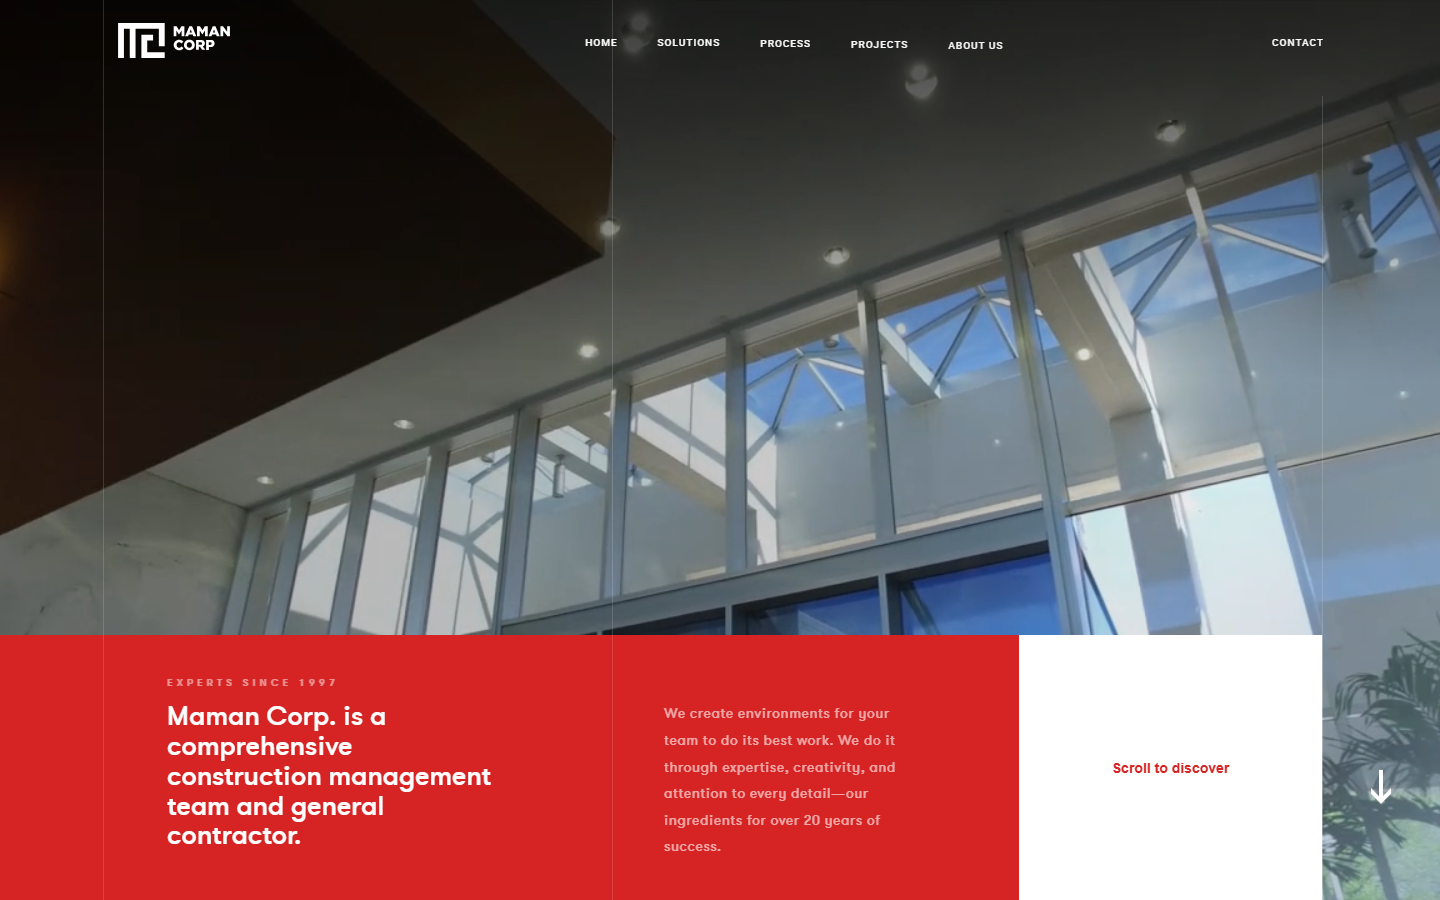 MAMAN
CORP
HOME SOLUTIONS PROCESS PROJECTS ABOUT US CONTACT
EXPERTS SINCE 1997
Maman Corp. is a
comprehensive
construction management
team and general
contractor.
We create environments for your
team to do its best work. We do it
through expertise, creativity, and
attention to every detail—our
ingredients for over 20 years of
success.
Scroll to discover